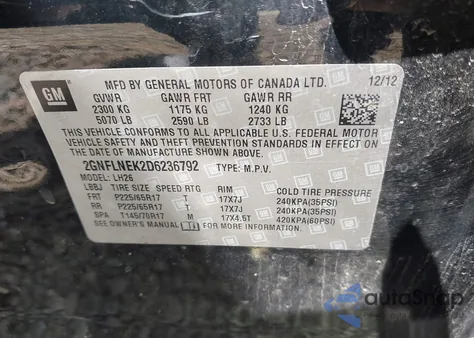 GM
MFD BY GENERAL MOTORS OF CANADA LTD. 12/12
GVWR GAWR FRT GAWR RR
2300 KG 1175 KG 1240 KG
5070 LB 2590 LB 2733 LB
THIS VEHICLE CONFORMS TO ALL APPLICABLE U.S. FEDERAL MOTOR
VEHICLE SAFETY, BUMPER, AND THEFT PREVENTION STANDARDS IN EFFECT
ON THE DATE OF MANUFACTURE SHOWN ABOVE.
2GNFLNEK2D6236792 TYPE: M.P.V.
MODEL: LH26
LBBJ TIRE SIZE SPEED RTG RIM COLD TIRE PRESSURE
FRT P225/65R17 T 17X7J 240KPA(35PSI)
RR P225/65R17 T 17X7J 240KPA(35PSI)
SPA T145/70R17 M 17X4.5T 420KPA(60PSI)
SEE OWNER'S MANUAL FOR MORE INFORMATION.
autoSnap